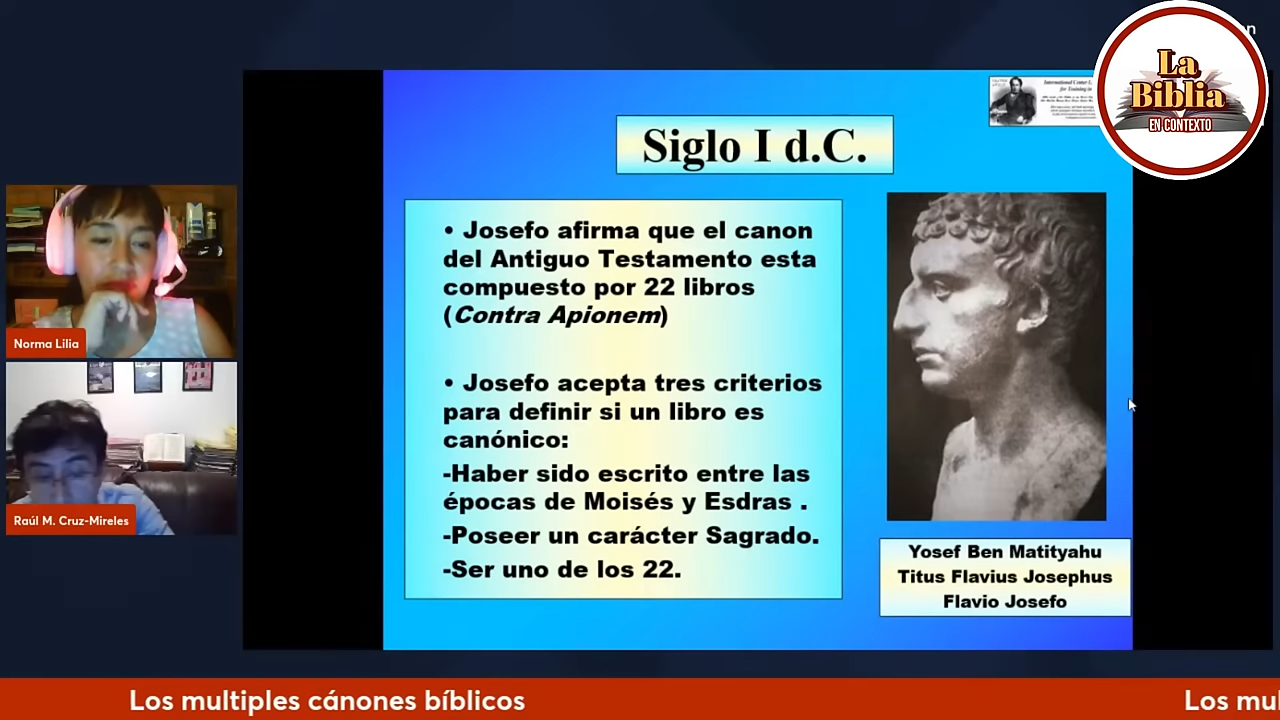 La
Biblia
EN CONTEXTO
Siglo I d.C.
• Josefo afirma que el canon
del Antiguo Testamento esta
compuesto por 22 libros
(Contra Apionem)
• Josefo acepta tres criterios
para definir si un libro es
canónico:
-Haber sido escrito entre las
épocas de Moisés y Esdras .
-Poseer un carácter Sagrado.
-Ser uno de los 22.
Yosef Ben Matityahu
Titus Flavius Josephus
Flavio Josefo
Norma Lilia
Raúl M. Cruz-Mireles
Los multiples cánones bíblicos
Los mul